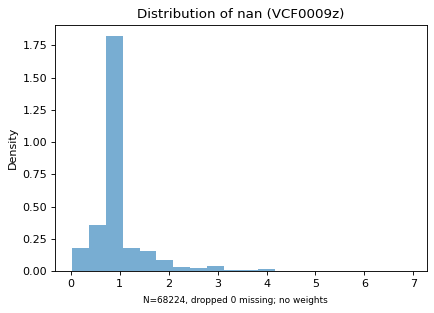 Distribution of nan (VCF0009z)
Density
1.75
1.50
1.25
1.00
0.75
0.50
0.25
0.00
0 1 2 3 4 5 6 7
N=68224, dropped 0 missing; no weights